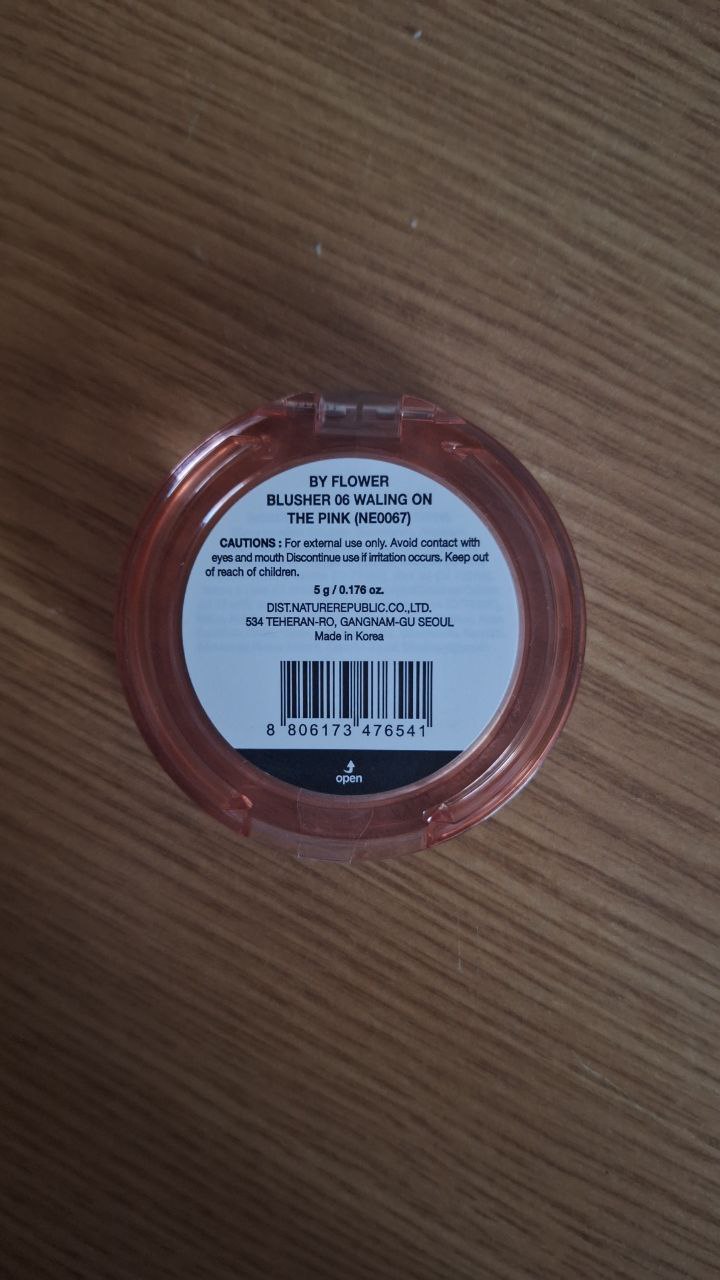 BY FLOWER
BLUSHER 06 WALING ON
THE PINK (NE0067)
CAUTIONS : For external use only. Avoid contact with
eyes and mouth Discontinue use if irritation occurs. Keep out
of reach of children.
5 g / 0.176 oz.
DIST.NATUREREPUBLIC.CO.,LTD.
534 TEHERAN-RO, GANGNAM-GU SEOUL
Made in Korea
8 806173 476541
open